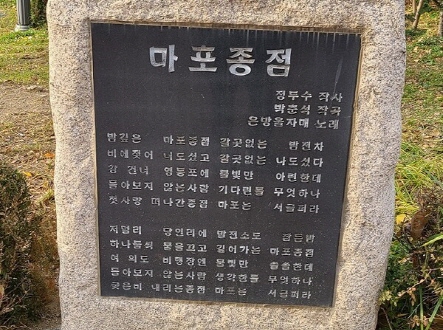 마포종점
정두수 작사
박춘석 작곡
은방울자매 노래
밤깊은 마포종점 갈곳없는 밤전차
비에젖어 너도섰고 갈곳없는 나도섰다
강 건너 영등포에 불빛만 아련한데
돌아보지 않는사람 기다린들 무엇하나
첫사랑 떠나간종점 마포는 서글퍼라
저멀리 당인리에 발전소도 잠든밤
하나둘씩 불을끄고 깊어가는 마포종점
여 의도 비행장엔 불빛만 쓸쓸한데
돌아보지 않는사람 생각한들 무엇하나
궂은비 내리는종점 마포는 서글퍼라